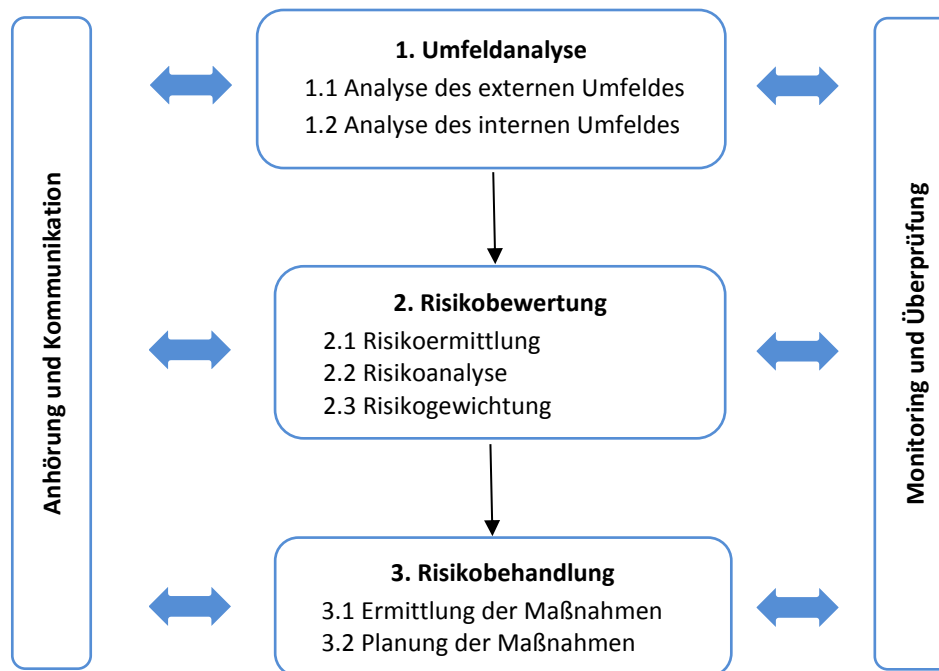 Anhörung und Kommunikation
1. Umfeldanalyse
1.1 Analyse des externen Umfeldes
1.2 Analyse des internen Umfeldes
2. Risikobewertung
2.1 Risikoermittlung
2.2 Risikoanalyse
2.3 Risikogewichtung
3. Risikobehandlung
3.1 Ermittlung der Maßnahmen
3.2 Planung der Maßnahmen
Monitoring und Überprüfung